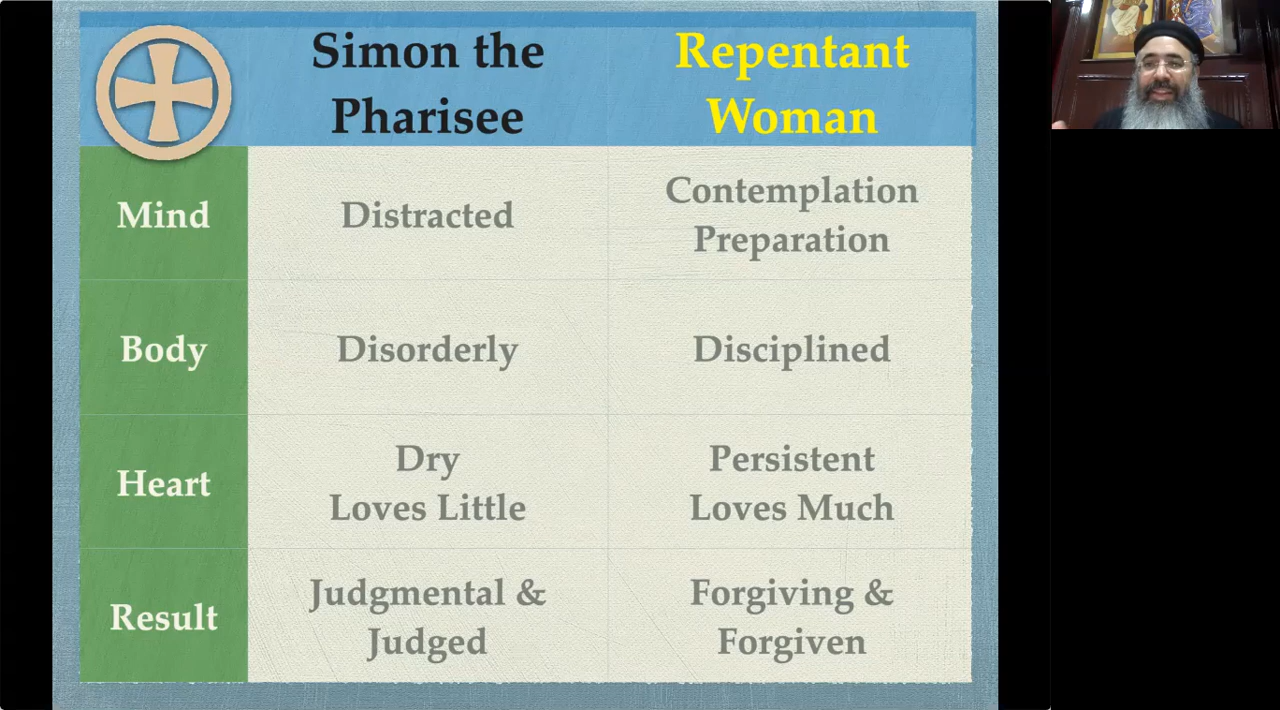 Simon the
Pharisee
Repentant
Woman
Mind
Distracted
Contemplation
Preparation
Body
Disorderly
Disciplined
Heart
Dry
Loves Little
Persistent
Loves Much
Result
Judgmental &
Judged
Forgiving &
Forgiven